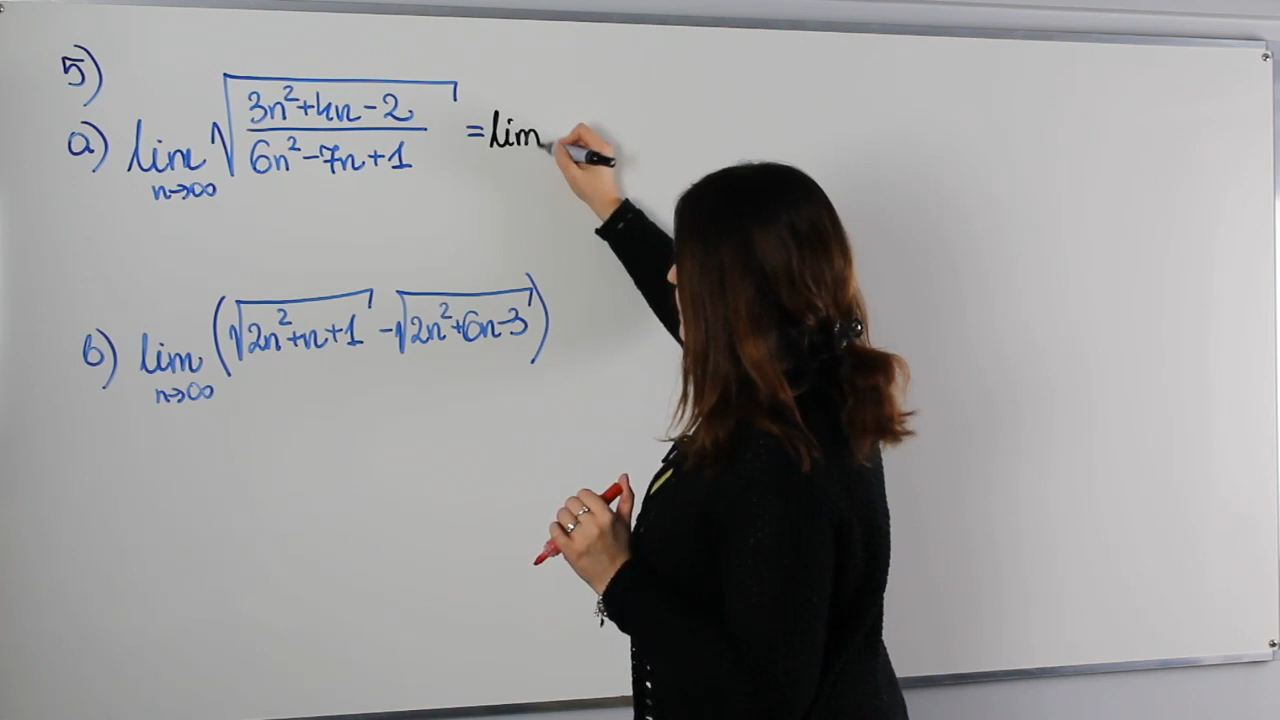 5)
a) lim √((3n²+4n-2)/(6n²-7n+1)) = lim
n→∞
b) lim (√(2n²+n+1) - √(2n²+6n-3))
n→∞